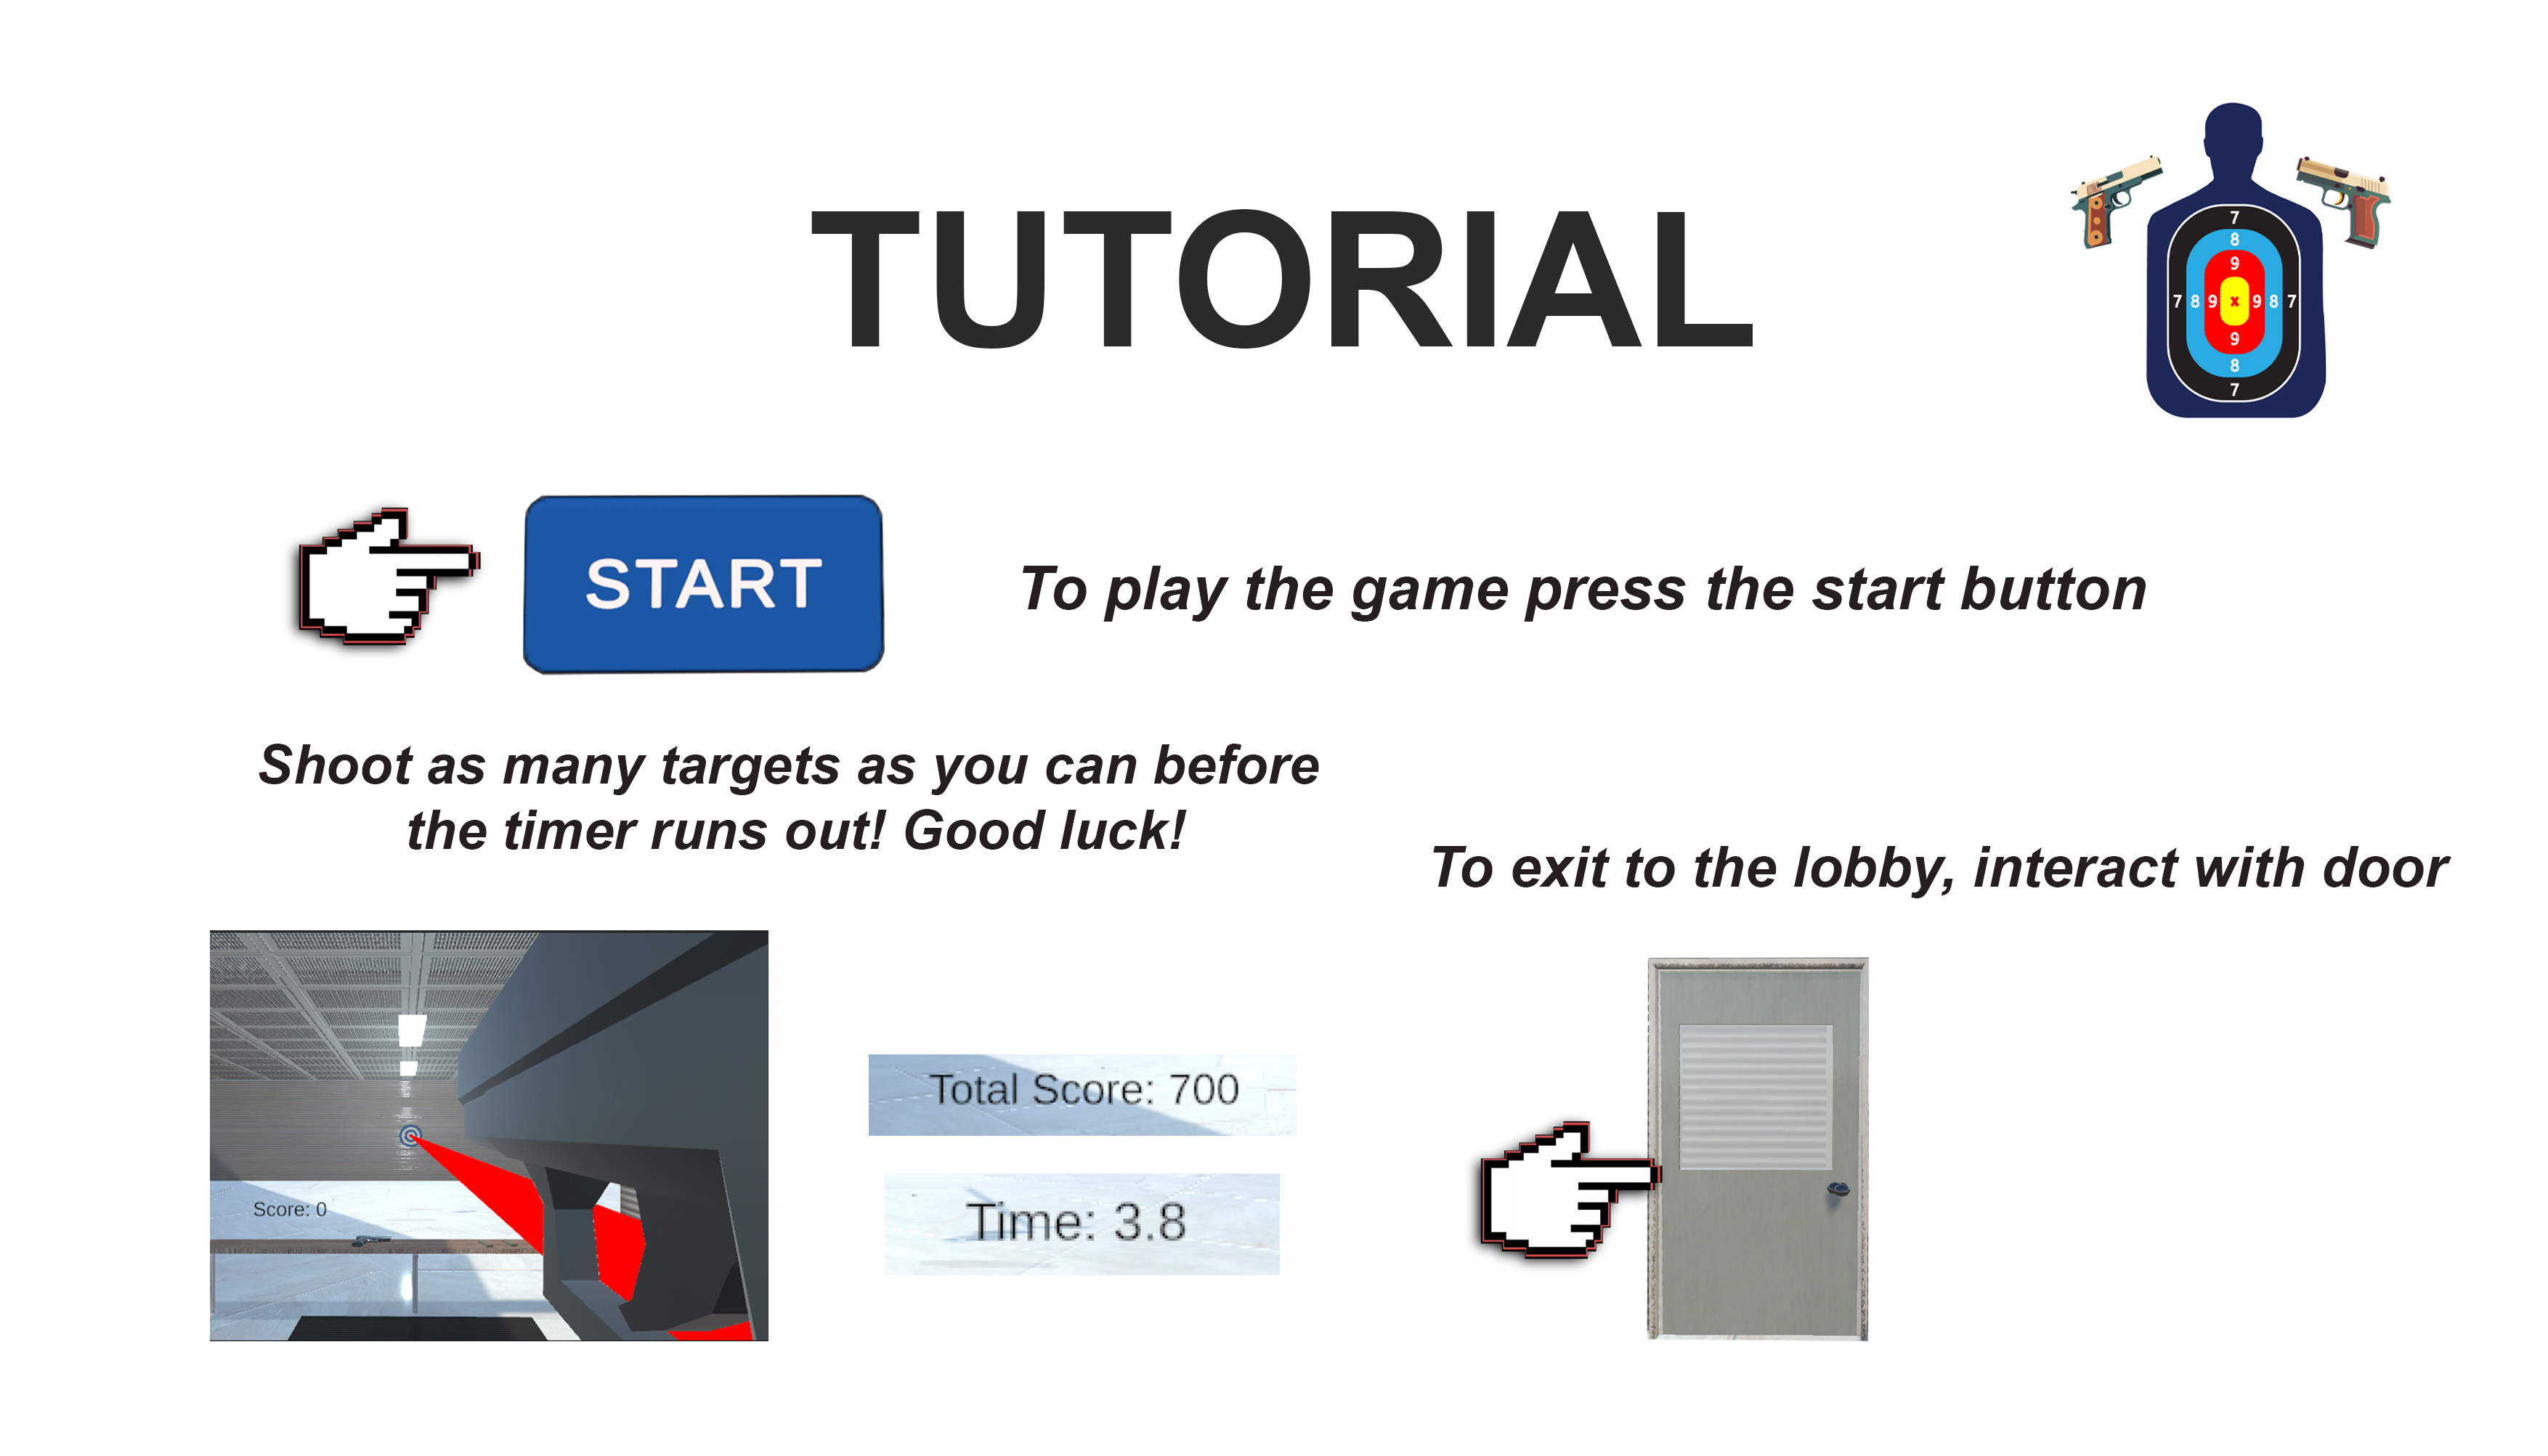 TUTORIAL
7
8
9
7 8 9 x 9 8 7
9
8
7
START
To play the game press the start button
Shoot as many targets as you can before
the timer runs out! Good luck!
To exit to the lobby, interact with door
Score: 0
Total Score: 700
Time: 3.8